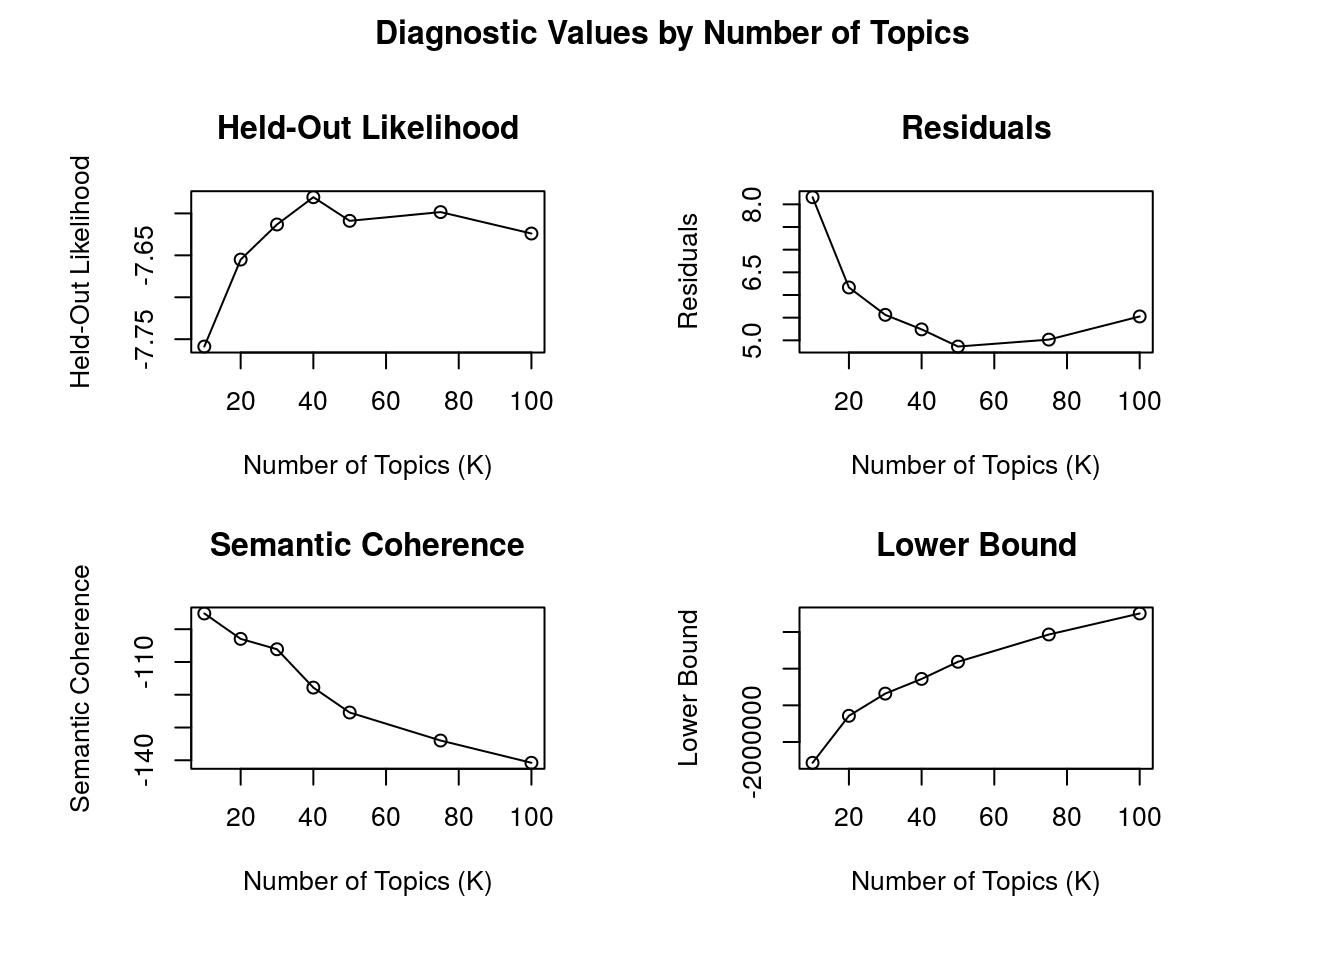 Diagnostic Values by Number of Topics
Held-Out Likelihood
Held-Out Likelihood
-7.65
-7.75
20 40 60 80 100
Number of Topics (K)
Residuals
Residuals
8.0
6.5
5.0
20 40 60 80 100
Number of Topics (K)
Semantic Coherence
Semantic Coherence
-110
-140
20 40 60 80 100
Number of Topics (K)
Lower Bound
Lower Bound
-2000000
20 40 60 80 100
Number of Topics (K)